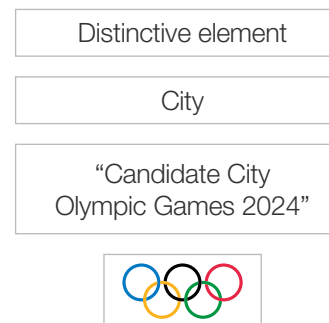 Distinctive element
City
“Candidate City
Olympic Games 2024”